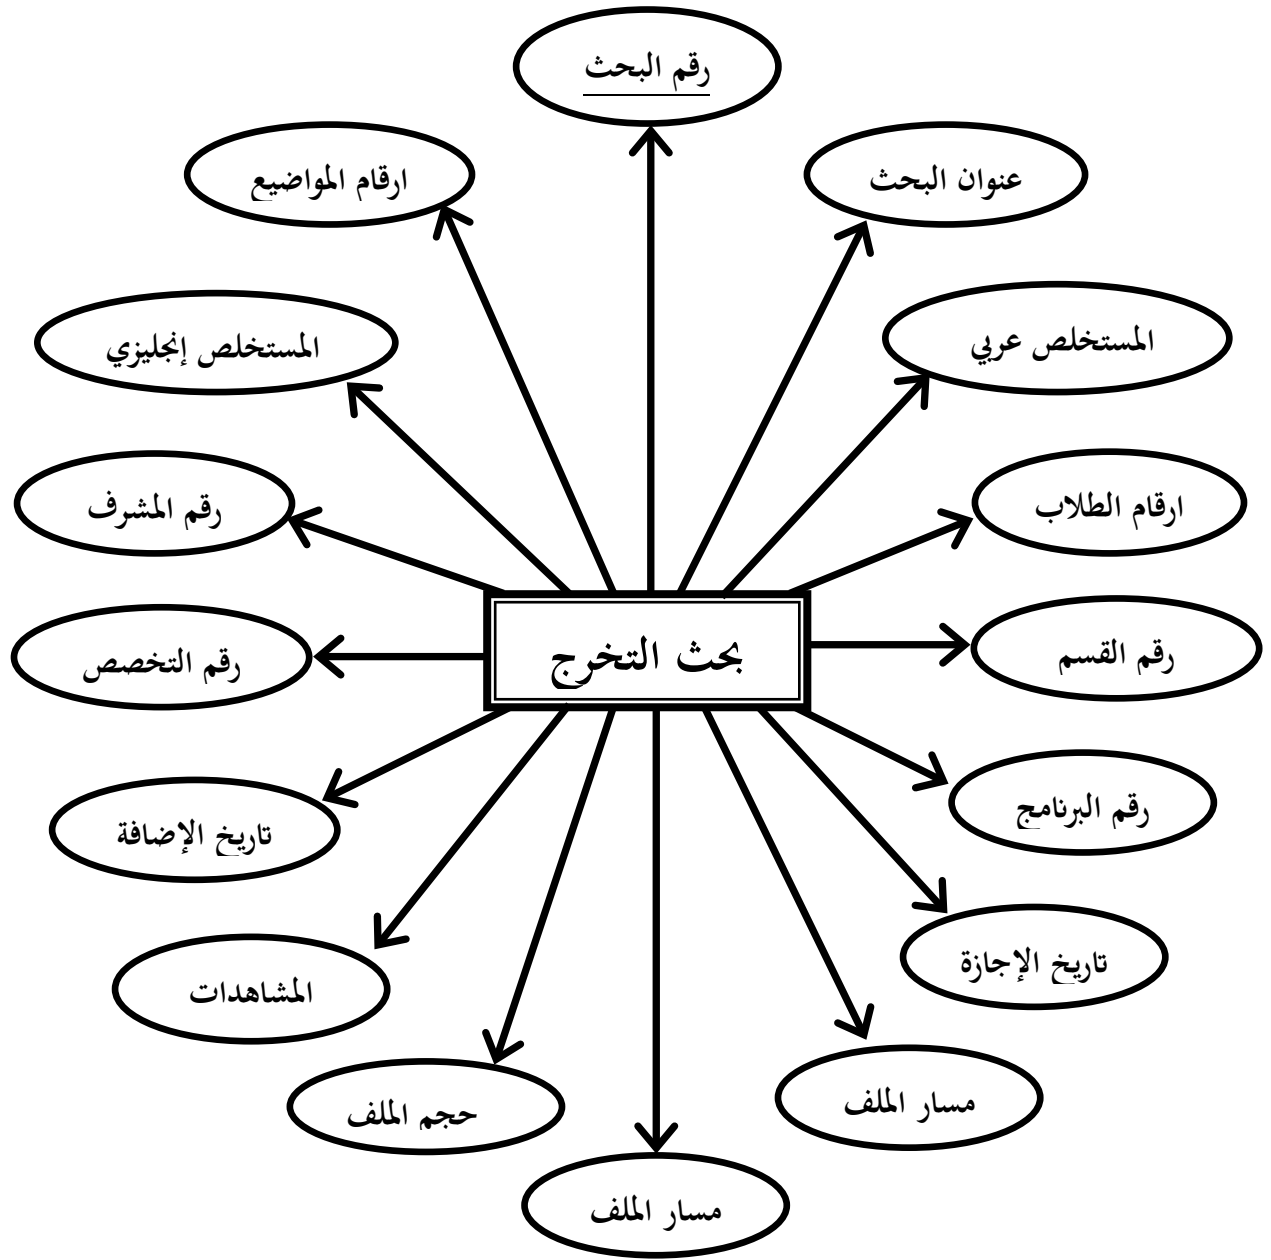 رقم البحث
عنوان البحث
ارقام المواضيع
المستخلص عربي
المستخلص إنجليزي
ارقام الطلاب
رقم المشرف
رقم القسم
بحث التخرج
رقم التخصص
رقم البرنامج
تاريخ الإضافة
تاريخ الإجازة
المشاهدات
مسار الملف
حجم الملف
مسار الملف